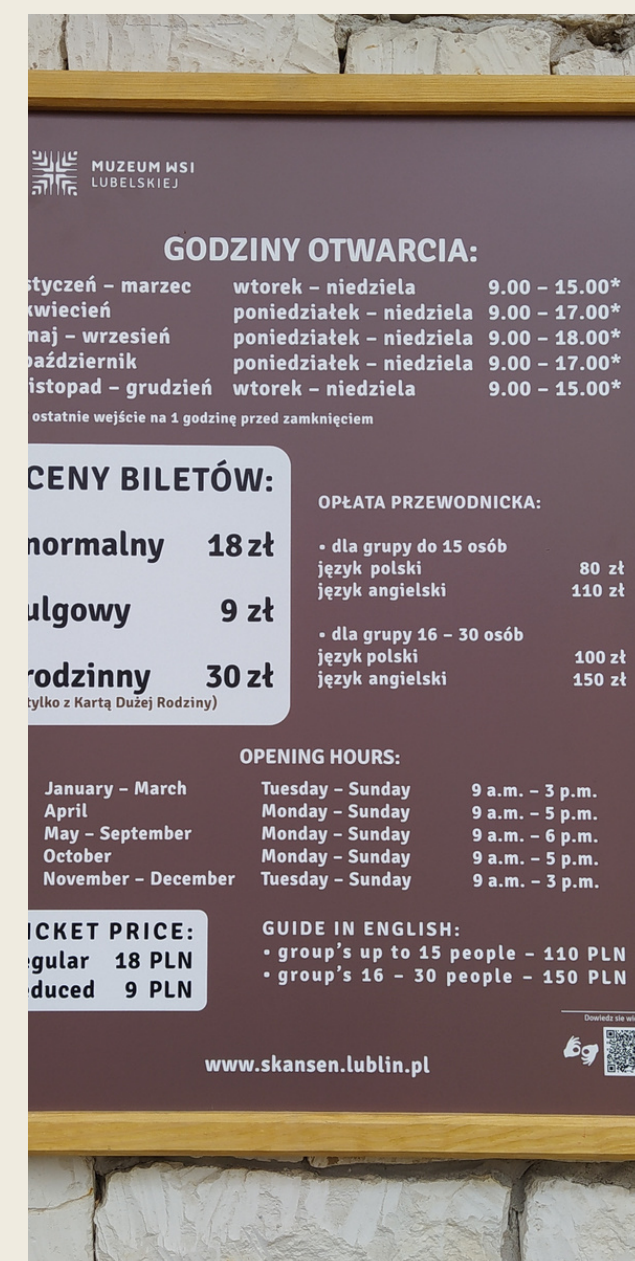 MUZEUM WSI
LUBELSKIEJ
GODZINY OTWARCIA:
styczeń – marzec wtorek – niedziela 9.00 – 15.00*
kwiecień poniedziałek – niedziela 9.00 – 17.00*
maj – wrzesień poniedziałek – niedziela 9.00 – 18.00*
październik poniedziałek – niedziela 9.00 – 17.00*
istopad – grudzień wtorek – niedziela 9.00 – 15.00*
ostatnie wejście na 1 godzinę przed zamknięciem
CENY BILETÓW:
normalny 18 zł
ulgowy 9 zł
rodzinny 30 zł
tylko z Kartą Dużej Rodziny)
OPŁATA PRZEWODNICKA:
• dla grupy do 15 osób
język polski 80 zł
język angielski 110 zł
• dla grupy 16 – 30 osób
język polski 100 zł
język angielski 150 zł
OPENING HOURS:
January – March Tuesday – Sunday 9 a.m. – 3 p.m.
April Monday – Sunday 9 a.m. – 5 p.m.
May – September Monday – Sunday 9 a.m. – 6 p.m.
October Monday – Sunday 9 a.m. – 5 p.m.
November – December Tuesday – Sunday 9 a.m. – 3 p.m.
ICKET PRICE:
egular 18 PLN
educed 9 PLN
GUIDE IN ENGLISH:
• group's up to 15 people – 110 PLN
• group's 16 – 30 people – 150 PLN
Dowiedz się
www.skansen.lublin.pl